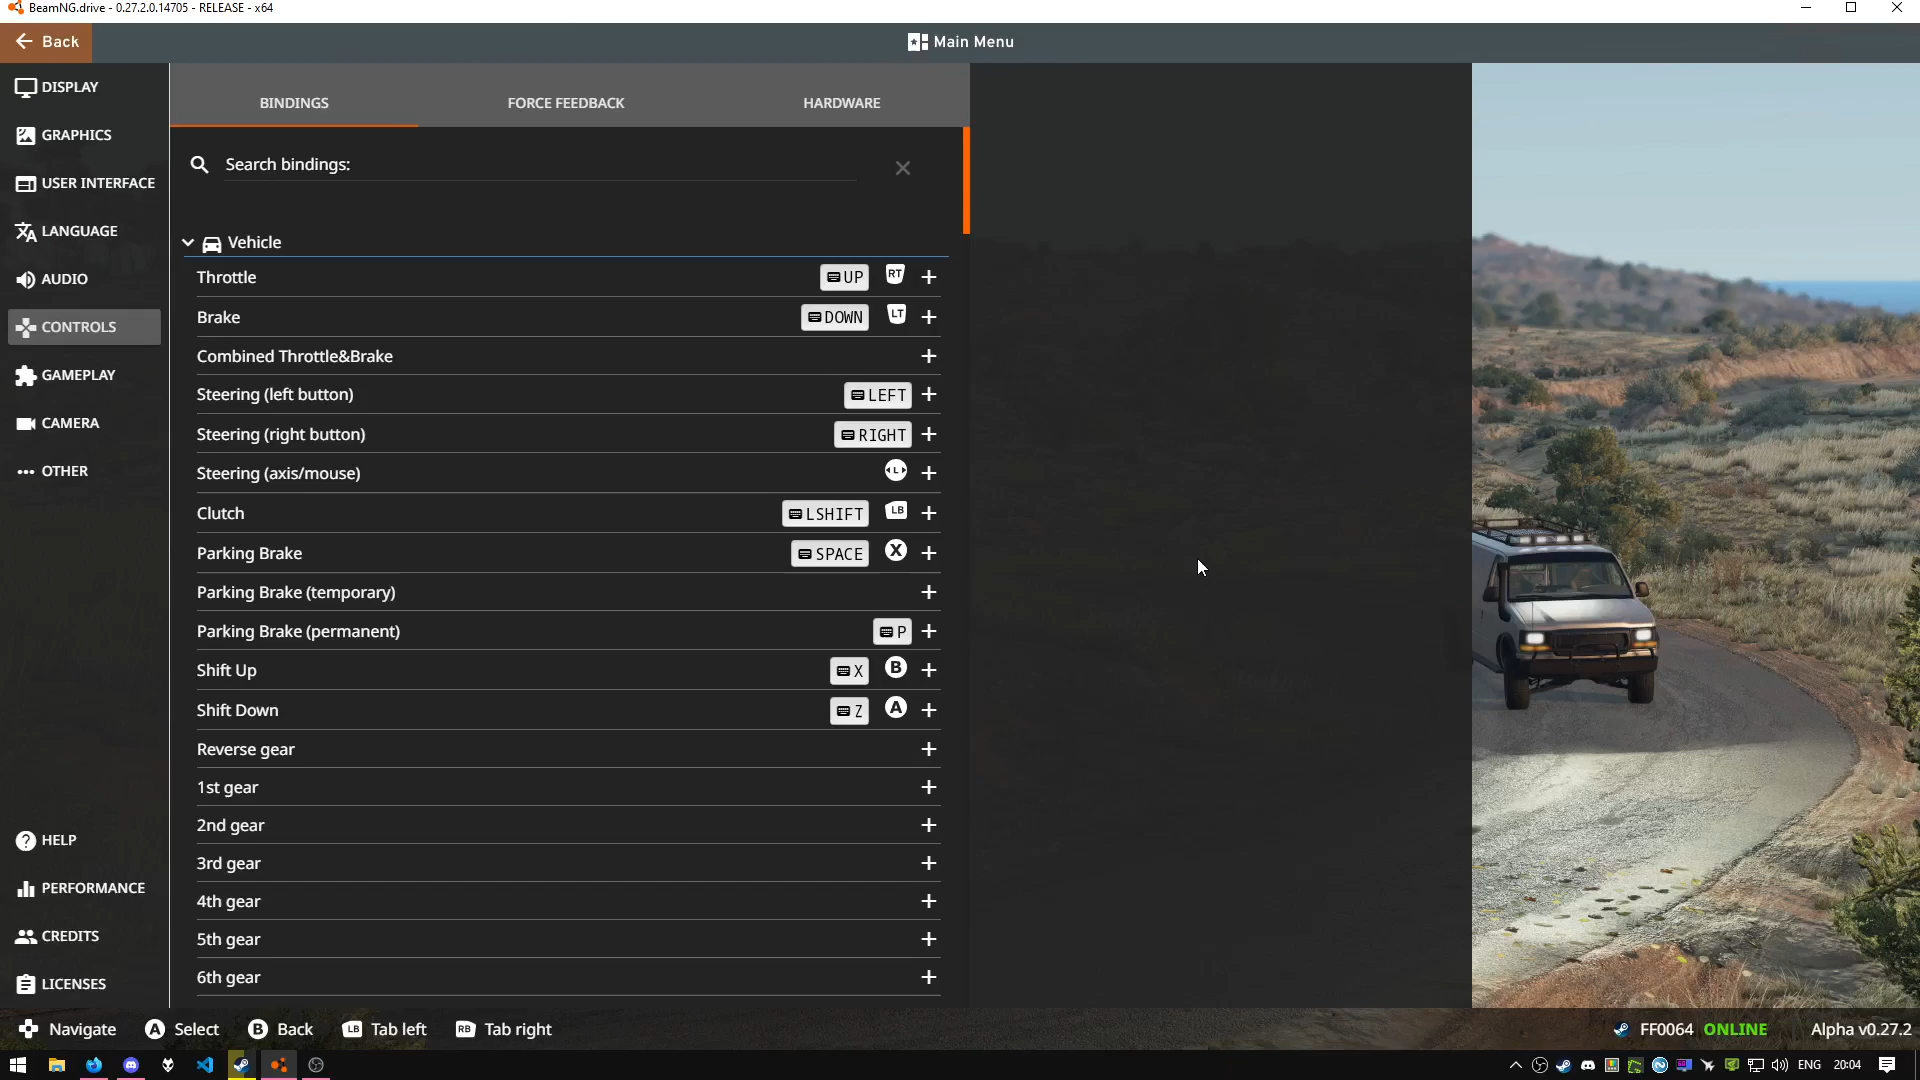 BeamNG.drive - 0.27.2.0.14705 - RELEASE - x64
Back
Main Menu
DISPLAY
GRAPHICS
USER INTERFACE
LANGUAGE
AUDIO
CONTROLS
GAMEPLAY
CAMERA
OTHER
HELP
PERFORMANCE
CREDITS
LICENSES
BINDINGS FORCE FEEDBACK HARDWARE
Search bindings:
Vehicle
Throttle UP RT +
Brake DOWN LT +
Combined Throttle&Brake +
Steering (left button) LEFT +
Steering (right button) RIGHT +
Steering (axis/mouse) L +
Clutch LSHIFT LB +
Parking Brake SPACE X +
Parking Brake (temporary) +
Parking Brake (permanent) P +
Shift Up X B +
Shift Down Z A +
Reverse gear +
1st gear +
2nd gear +
3rd gear +
4th gear +
5th gear +
6th gear +
Navigate A Select B Back LB Tab left RB Tab right
FF0064 ONLINE Alpha v0.27.2
ENG 20:04